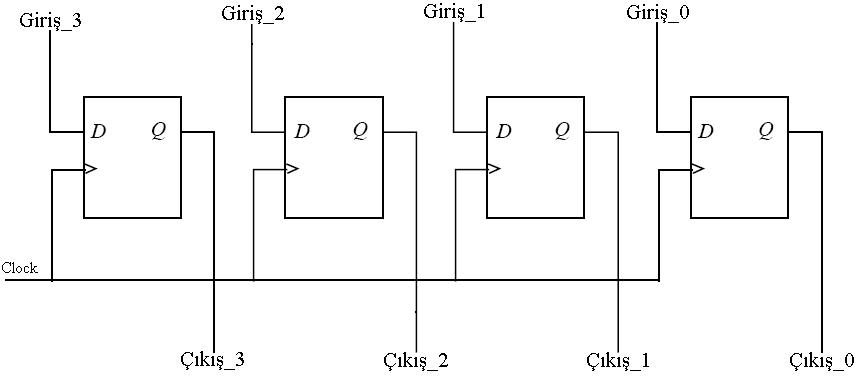 Giriş_3
Giriş_2
Giriş_1
Giriş_0
D Q
D Q
D Q
D Q
Clock
Çıkış_3
Çıkış_2
Çıkış_1
Çıkış_0